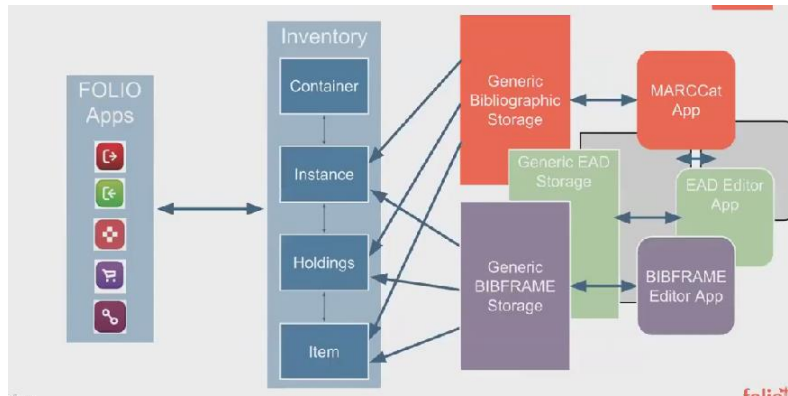 FOLIO
Apps
Inventory
Container
Instance
Holdings
Item
Generic
Bibliographic
Storage
Generic EAD
Storage
Generic
BIBFRAME
Storage
MARCCat
App
EAD Editor
App
BIBFRAME
Editor App
folio